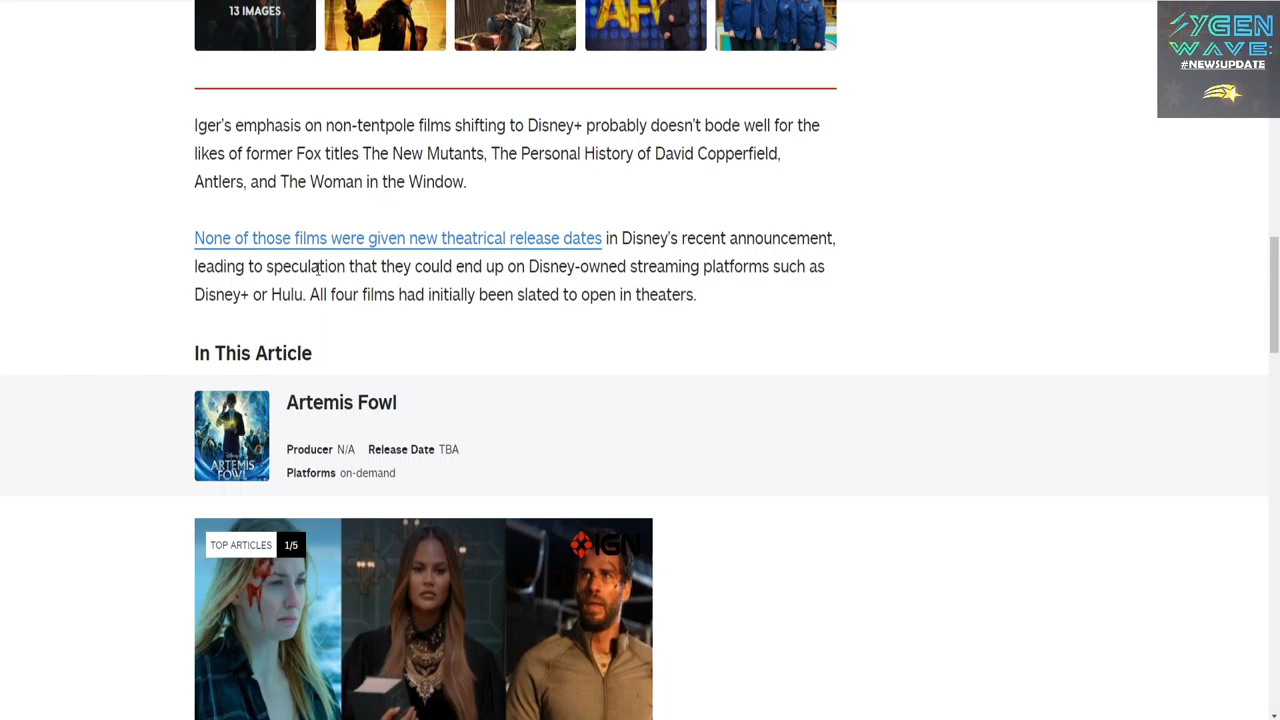 13 IMAGES
AFV
ZYGEN
WAVE:
#NEWSUPDATE
Iger's emphasis on non-tentpole films shifting to Disney+ probably doesn't bode well for the
likes of former Fox titles The New Mutants, The Personal History of David Copperfield,
Antlers, and The Woman in the Window.
None of those films were given new theatrical release dates in Disney's recent announcement,
leading to speculation that they could end up on Disney-owned streaming platforms such as
Disney+ or Hulu. All four films had initially been slated to open in theaters.
In This Article
Artemis Fowl
Producer N/A Release Date TBA
Platforms on-demand
Disney
ARTEMIS
FOWL
TOP ARTICLES 1/5
IGN